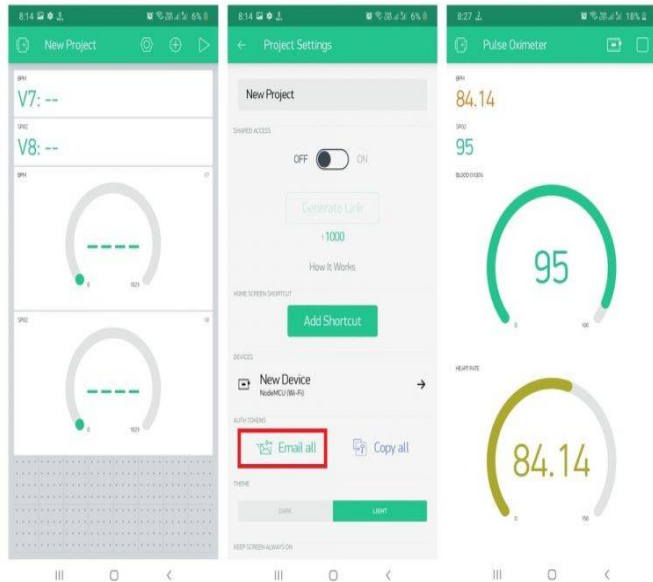 8:14 6%
New Project
BPM
V7: --
SPO2
V8: --
BPM V7
----
0 1023
SPO2 V8
----
0 1023
8:14 6%
Project Settings
New Project
SHARED ACCESS
OFF ON
Generate Link
1000
How It Works
HOME SCREEN SHORTCUT
Add Shortcut
DEVICES
New Device
NodeMCU (Wi-Fi)
AUTH TOKENS
Email all Copy all
THEME
DARK LIGHT
KEEP SCREEN ALWAYS ON
8:27 18%
Pulse Oximeter
BPM
84.14
SPO2
95
BLOOD OXYGEN
95
0 100
HEART RATE
84.14
0 150